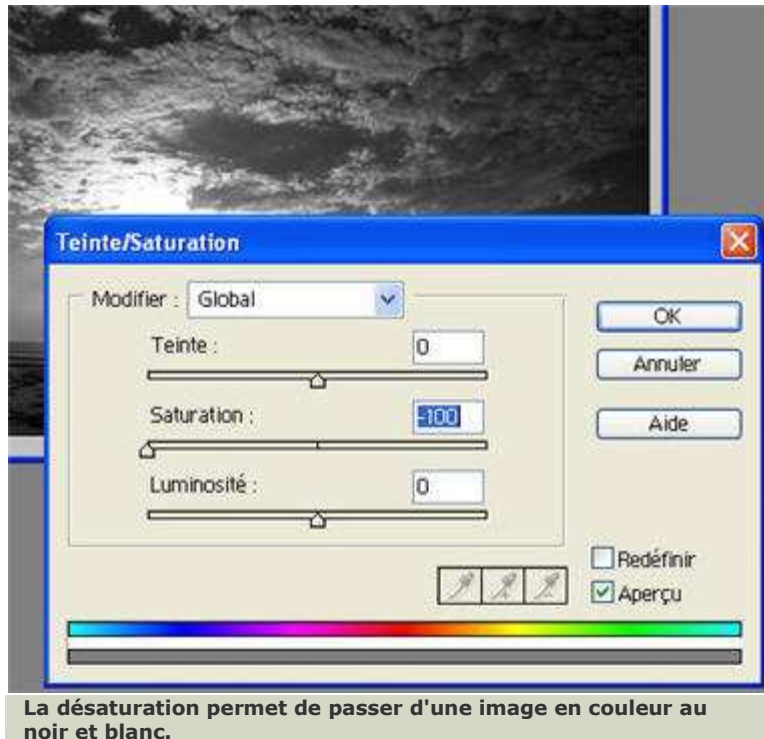 Teinte/Saturation
Modifier : Global
OK
Teinte : 0
Annuler
Saturation : -100
Aide
Luminosité : 0
Redéfinir
Aperçu
La désaturation permet de passer d'une image en couleur au
noir et blanc.